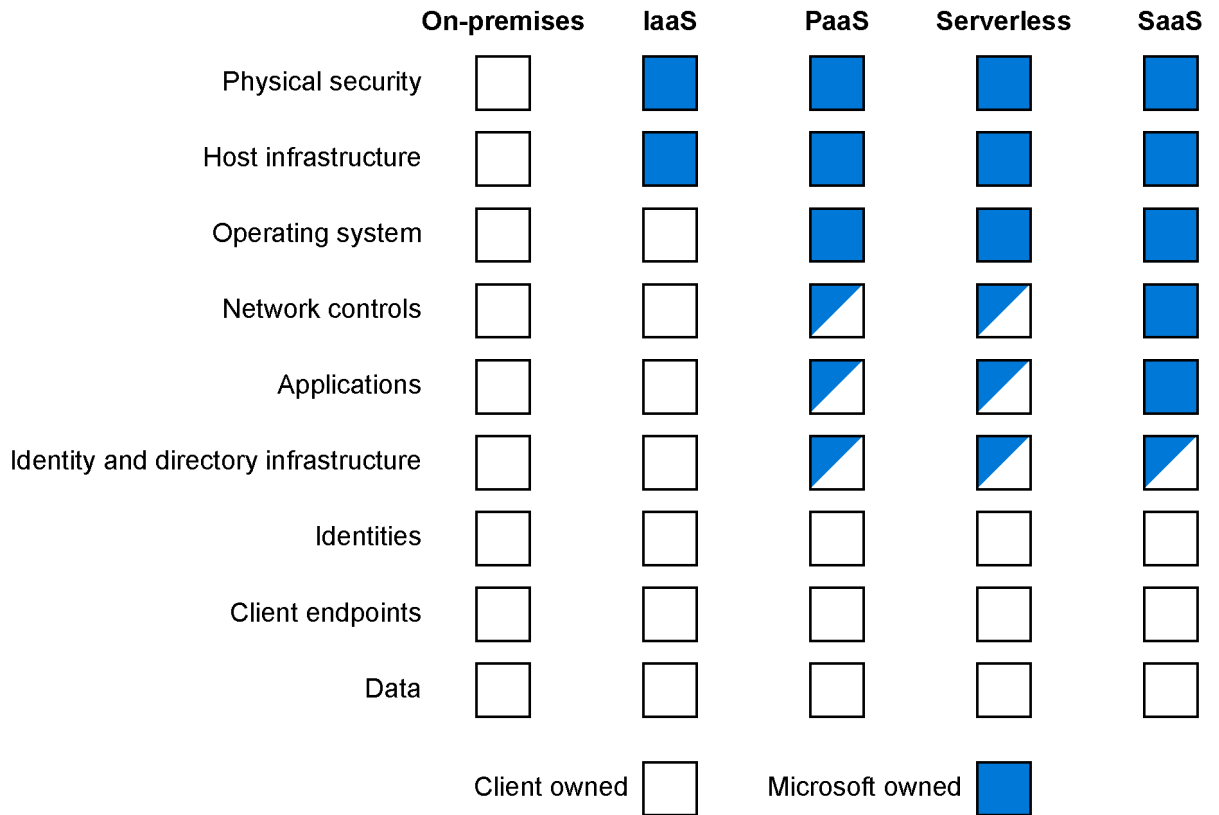 On-premises IaaS PaaS Serverless SaaS
Physical security
Host infrastructure
Operating system
Network controls
Applications
Identity and directory infrastructure
Identities
Client endpoints
Data
Client owned Microsoft owned